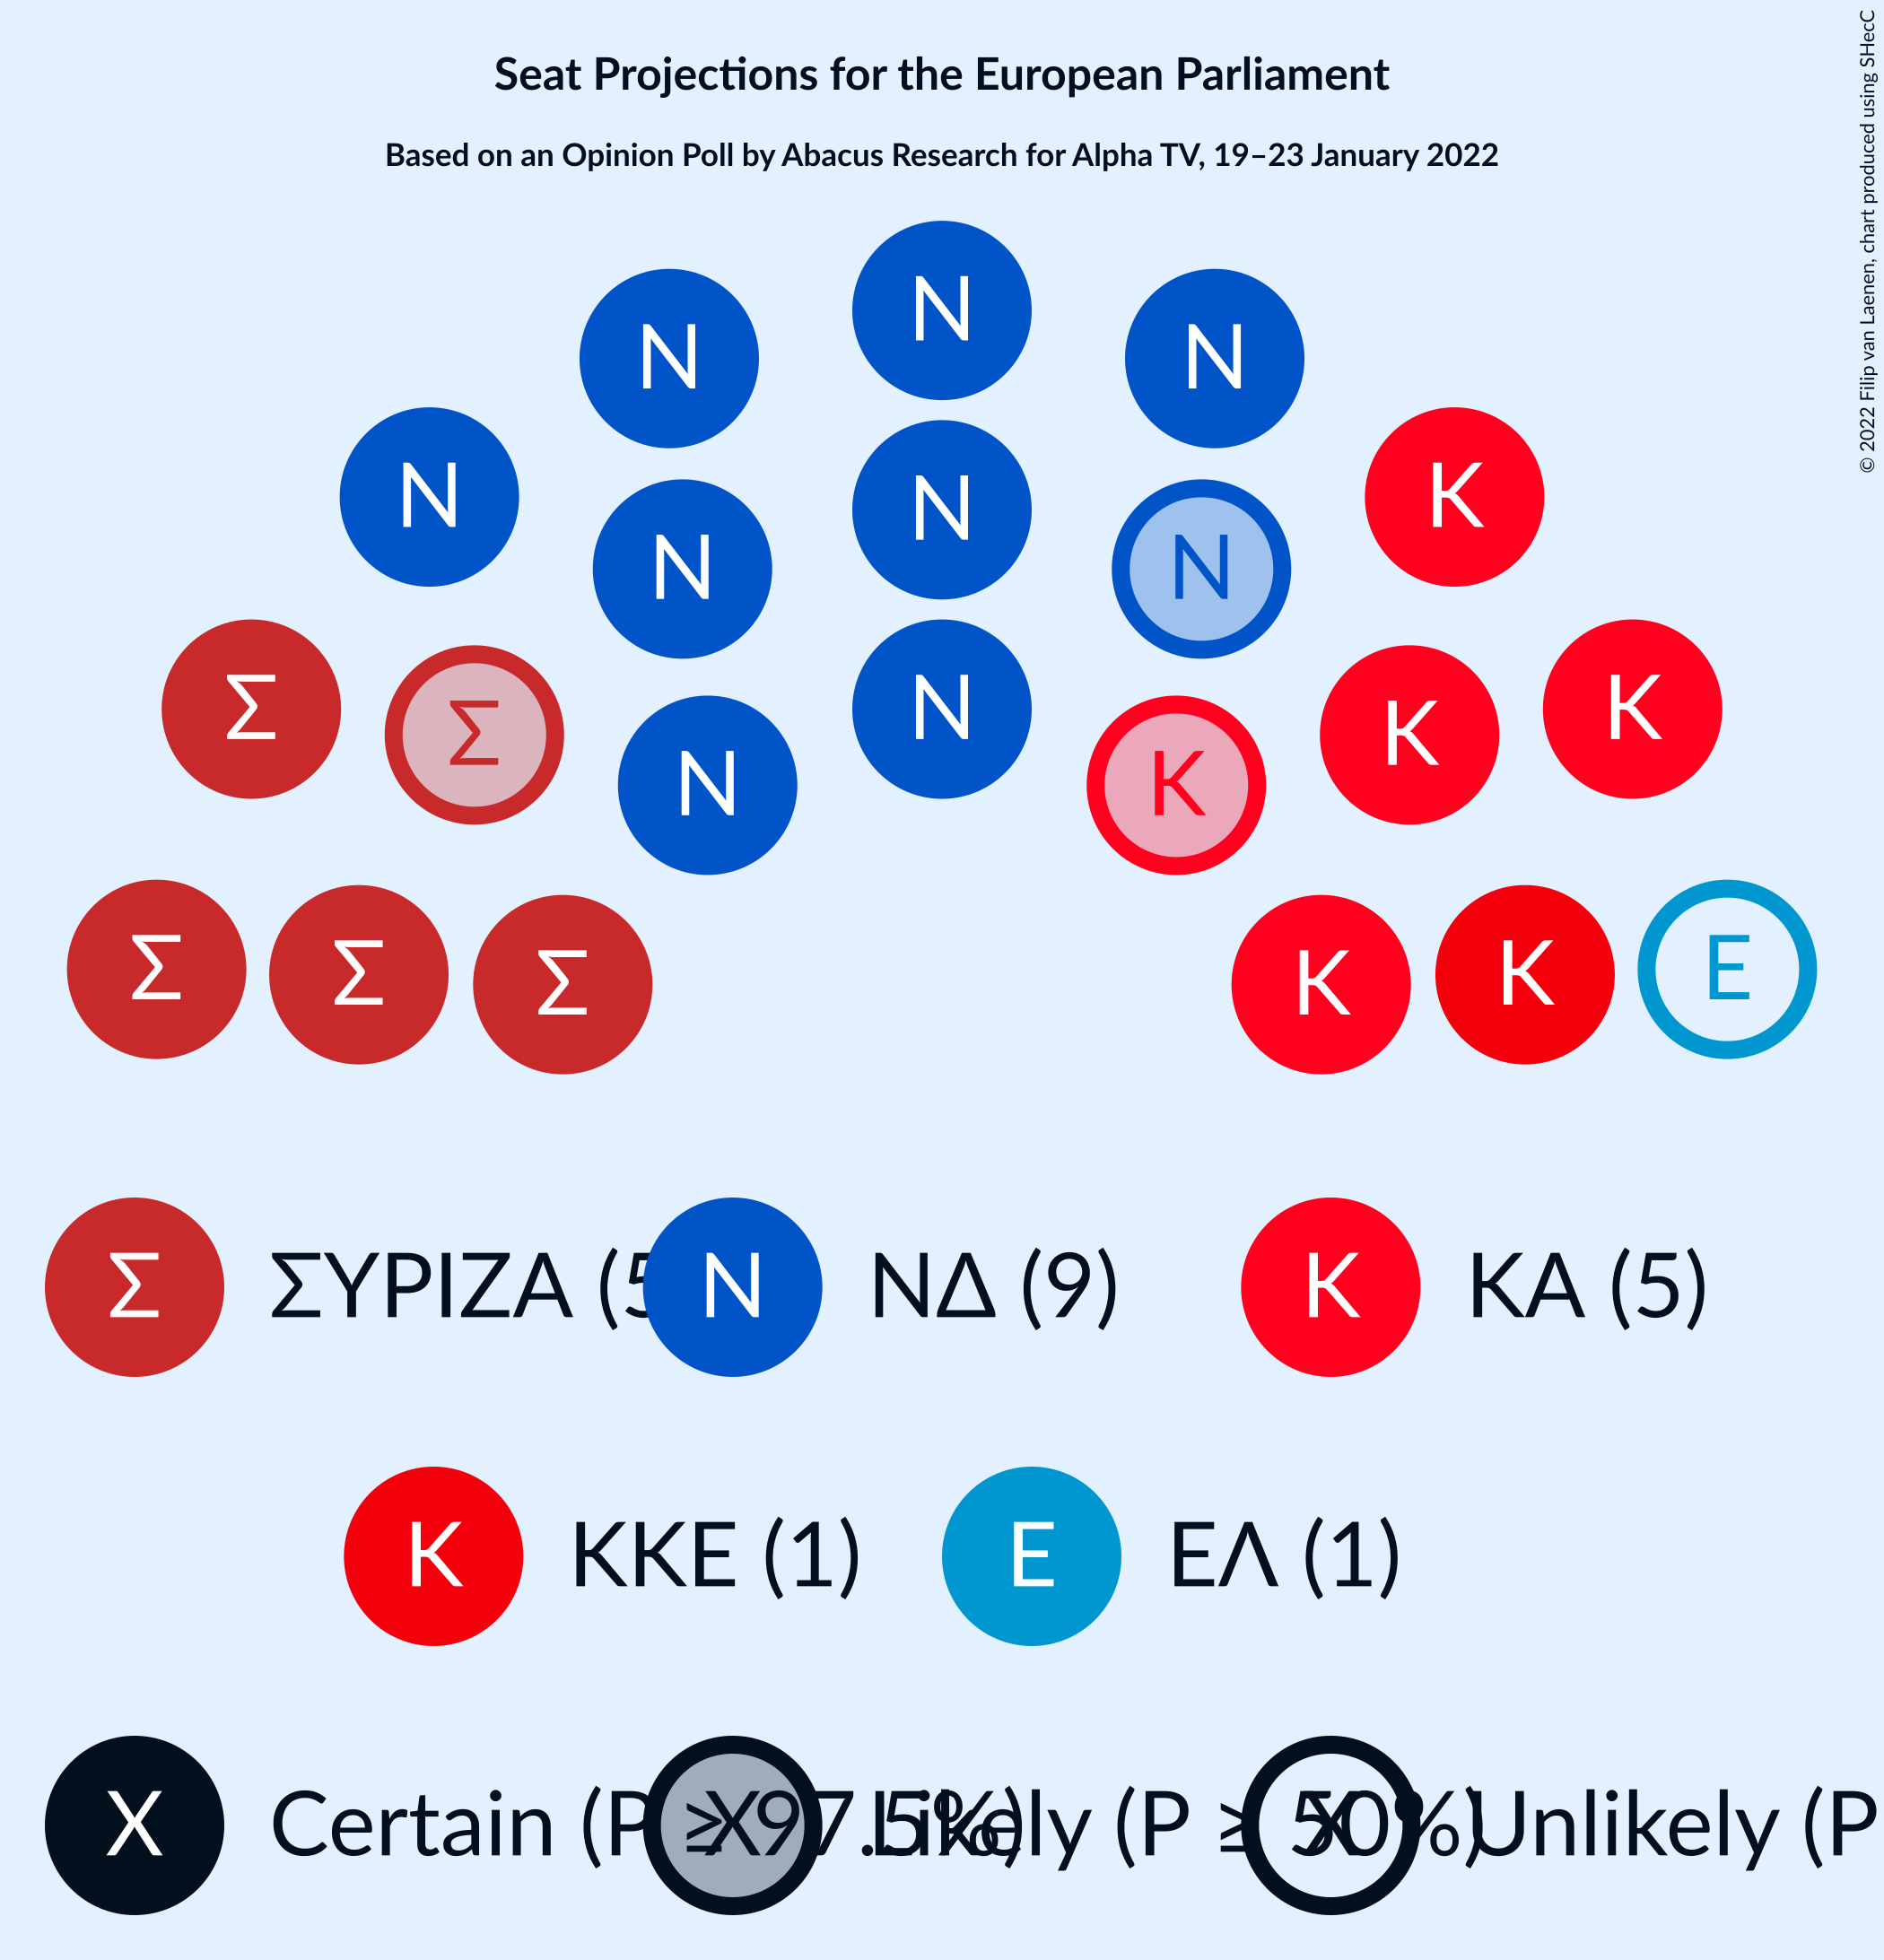 Seat Projections for the European Parliament
Based on an Opinion Poll by Abacus Research for Alpha TV, 19–23 January 2022
© 2022 Filip van Laenen, chart produced using SHecC
Ν
Ν Ν
Ν Κ
Ν
Ν Ν
Σ Ν Κ
Σ Κ
Ν Κ
Σ Σ Σ Κ Κ Ε
Σ ΣΥΡΙΖΑ (5 Ν ΝΔ (9) Κ ΚΑ (5)
Κ ΚΚΕ (1) Ε ΕΛ (1)
X Certain (P ≥ 97.5%) X Likely (P ≥ 50%) X Unlikely (P